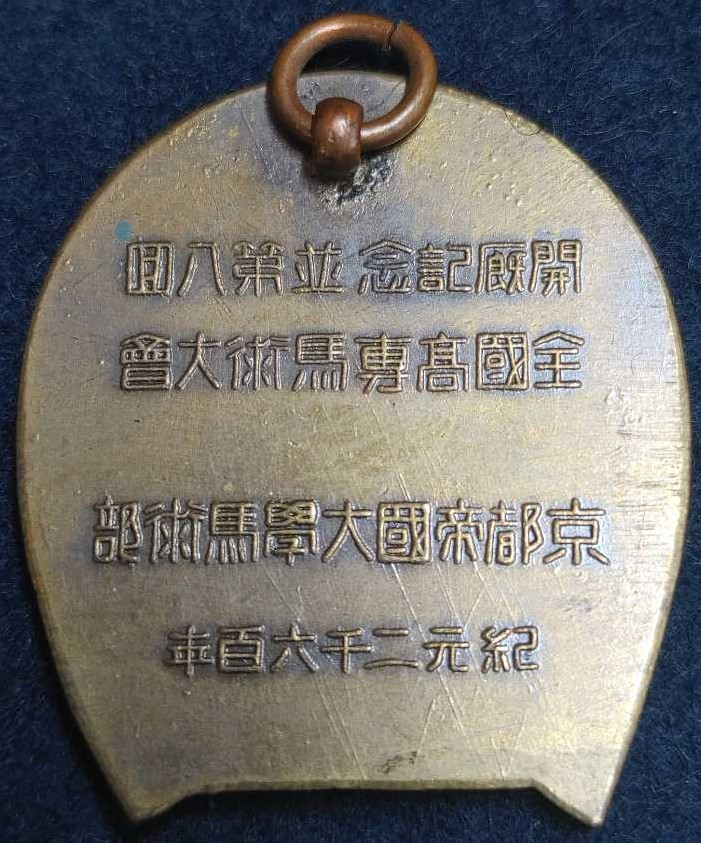 開厩記念並第八回
全國高專馬術大會
京都帝國大學馬術部
紀元二千六百年